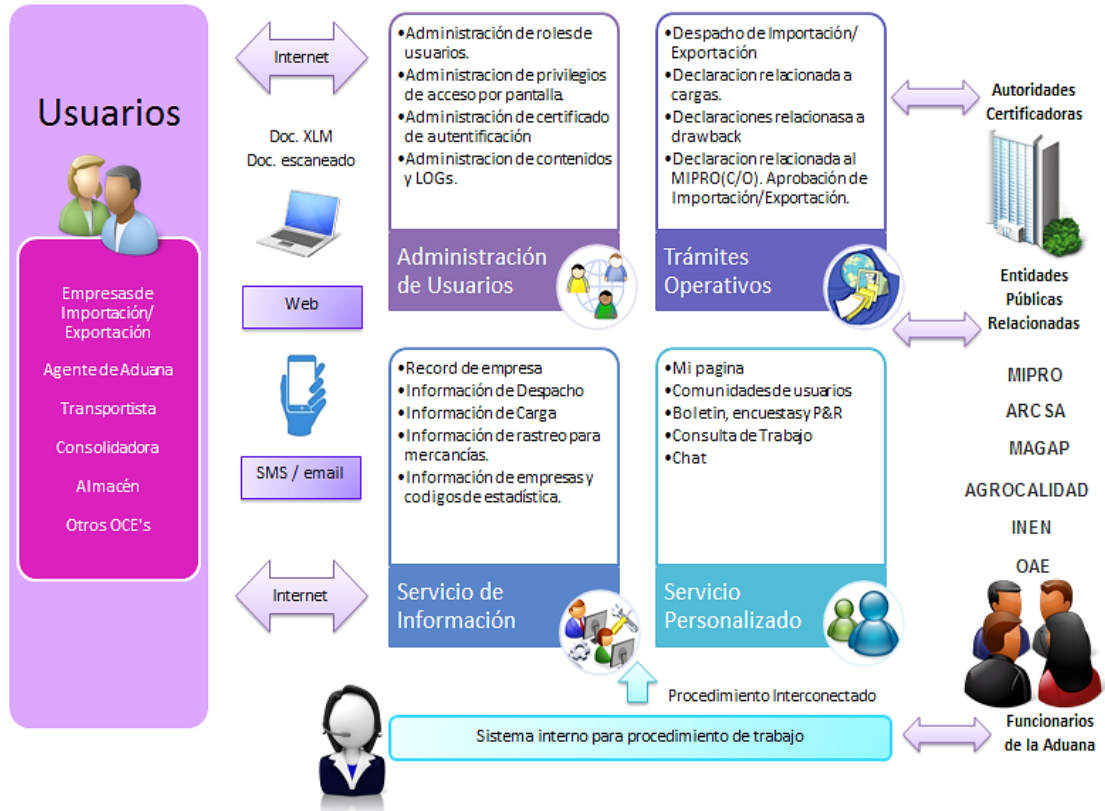 Usuarios
Empresas de
Importación/
Exportación
Agente de Aduana
Transportista
Consolidadora
Almacén
Otros OCE's
Internet
Doc. XLM
Doc. escaneado
Web
SMS / email
Internet
•Administración de roles de
usuarios.
•Administracion de privilegios
de acceso por pantalla.
•Administración de certificado
de autentificación
•Administracion de contenidos
y LOGs.
Administración
de Usuarios
•Despacho de Importación/
Exportación
•Declaracion relacionada a
cargas.
•Declaraciones relacionasa a
drawback
•Declaracion relacionada al
MIPRO(C/O). Aprobación de
Importación/Exportación.
Trámites
Operativos
•Record de empresa
•Información de Despacho
•Información de Carga
•Información de rastreo para
mercancías.
•Información de empresas y
codigos de estadística.
Servicio de
Información
•Mi pagina
•Comunidades de usuarios
•Boletin, encuestas y P&R
•Consulta de Trabajo
•Chat
Servicio
Personalizado
Procedimiento Interconectado
Sistema interno para procedimiento de trabajo
Autoridades
Certificadoras
Entidades
Públicas
Relacionadas
MIPRO
ARCSA
MAGAP
AGROCALIDAD
INEN
OAE
Funcionarios
de la Aduana